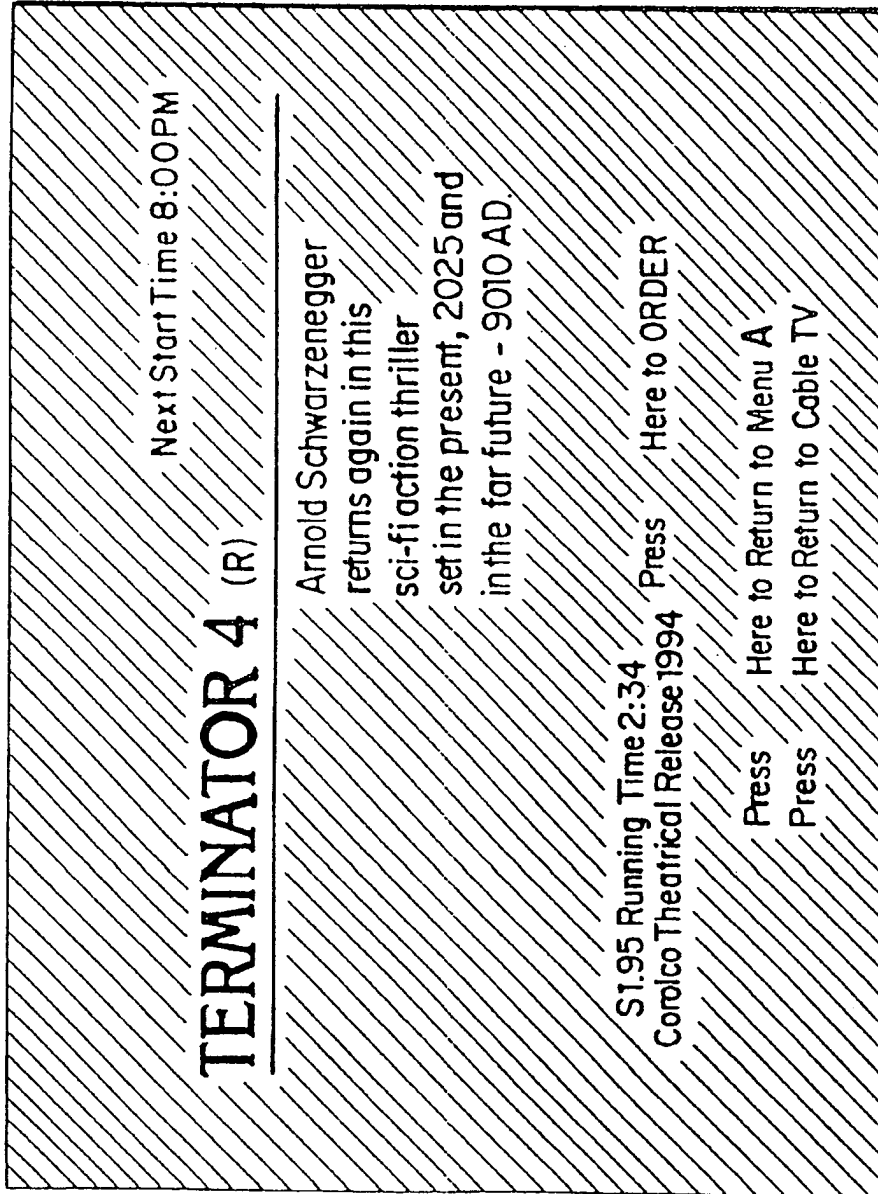 Next Start Time 8:00PM
TERMINATOR 4 (R)
Arnold Schwarzenegger
returns again in this
sci-fi action thriller
set in the present, 2025 and
in the far future - 9010 AD.
S1.95 Running Time 2:34
Corolco Theatrical Release 1994
Press Here to ORDER
Press Here to Return to Menu A
Press Here to Return to Cable TV